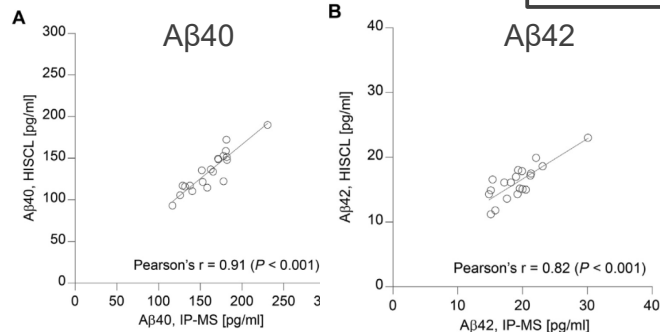 A
Aβ40
300
250
200
150
100
50
0
Aβ40, HISCL [pg/ml]
Pearson's r = 0.91 (P < 0.001)
0 50 100 150 200 250 3
Aβ40, IP-MS [pg/ml]
B
Aβ42
40
30
20
10
0
Aβ42, HISCL [pg/ml]
Pearson's r = 0.82 (P < 0.001)
0 10 20 30 40
Aβ42, IP-MS [pg/ml]